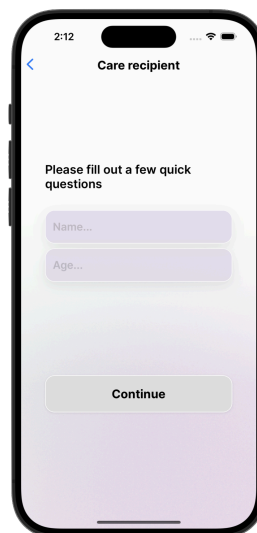 2:12
Care recipient
Please fill out a few quick
questions
Name...
Age...
Continue